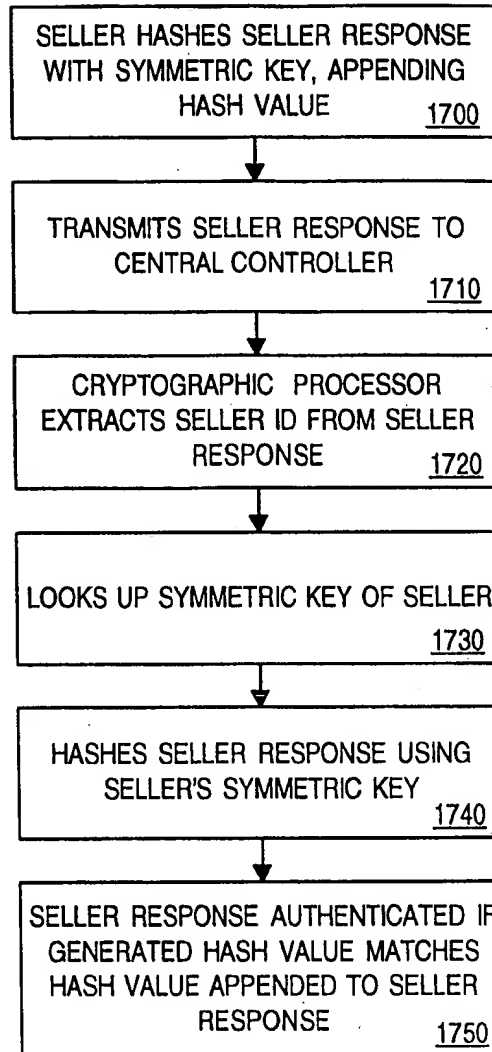 SELLER HASHES SELLER RESPONSE
WITH SYMMETRIC KEY, APPENDING
HASH VALUE
1700
TRANSMITS SELLER RESPONSE TO
CENTRAL CONTROLLER
1710
CRYPTOGRAPHIC PROCESSOR
EXTRACTS SELLER ID FROM SELLER
RESPONSE
1720
LOOKS UP SYMMETRIC KEY OF SELLER
1730
HASHES SELLER RESPONSE USING
SELLER'S SYMMETRIC KEY
1740
SELLER RESPONSE AUTHENTICATED IF
GENERATED HASH VALUE MATCHES
HASH VALUE APPENDED TO SELLER
RESPONSE
1750